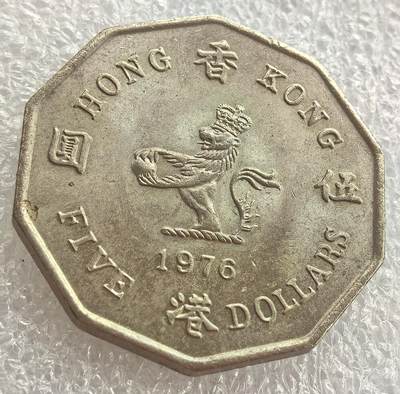 HONG 香 KONG
圓
伍
1976
FIVE 港 DOLLARS